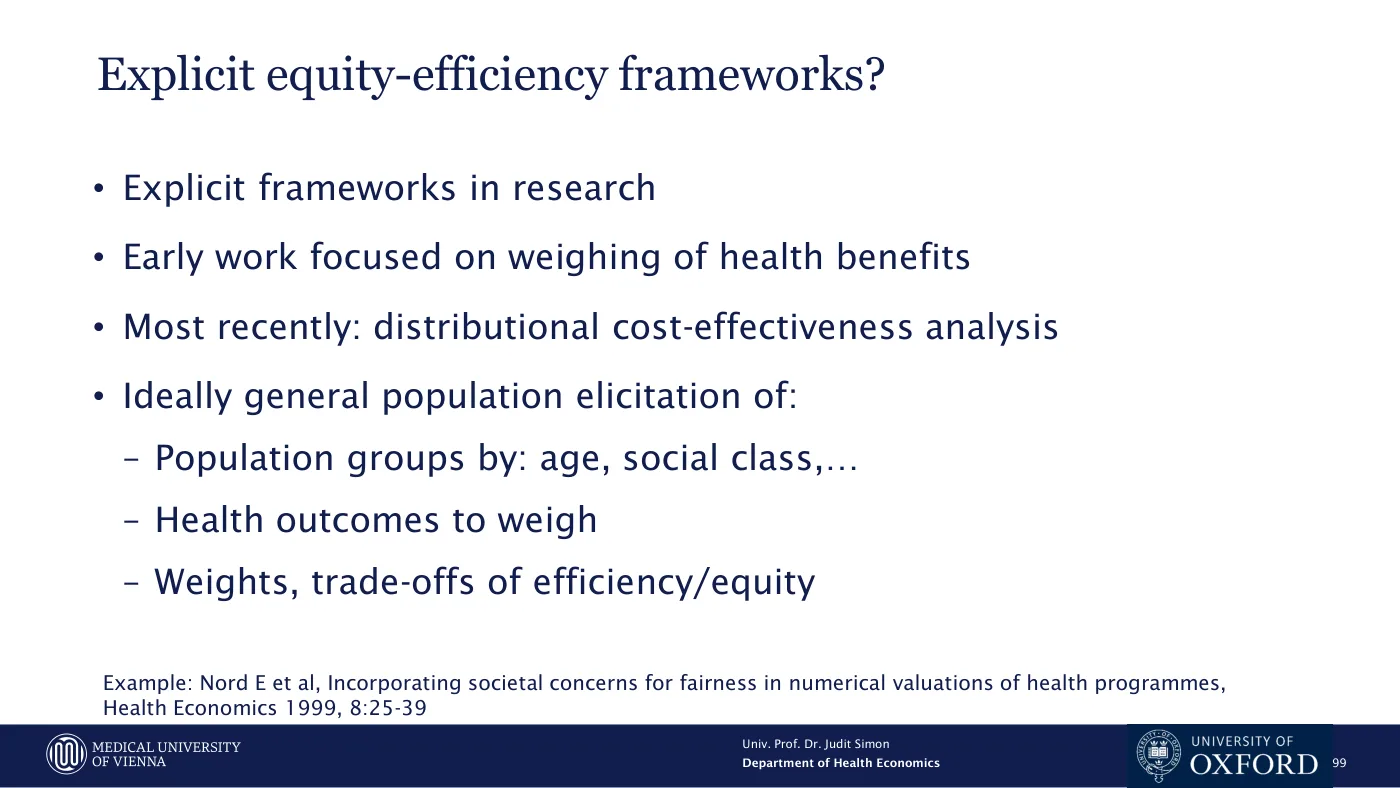 Explicit equity-efficiency frameworks?
• Explicit frameworks in research
• Early work focused on weighing of health benefits
• Most recently: distributional cost-effectiveness analysis
• Ideally general population elicitation of:
– Population groups by: age, social class,…
– Health outcomes to weigh
– Weights, trade-offs of efficiency/equity
Example: Nord E et al, Incorporating societal concerns for fairness in numerical valuations of health programmes,
Health Economics 1999, 8:25-39
MEDICAL UNIVERSITY
OF VIENNA
Univ. Prof. Dr. Judit Simon
Department of Health Economics
UNIVERSITY OF
OXFORD
99